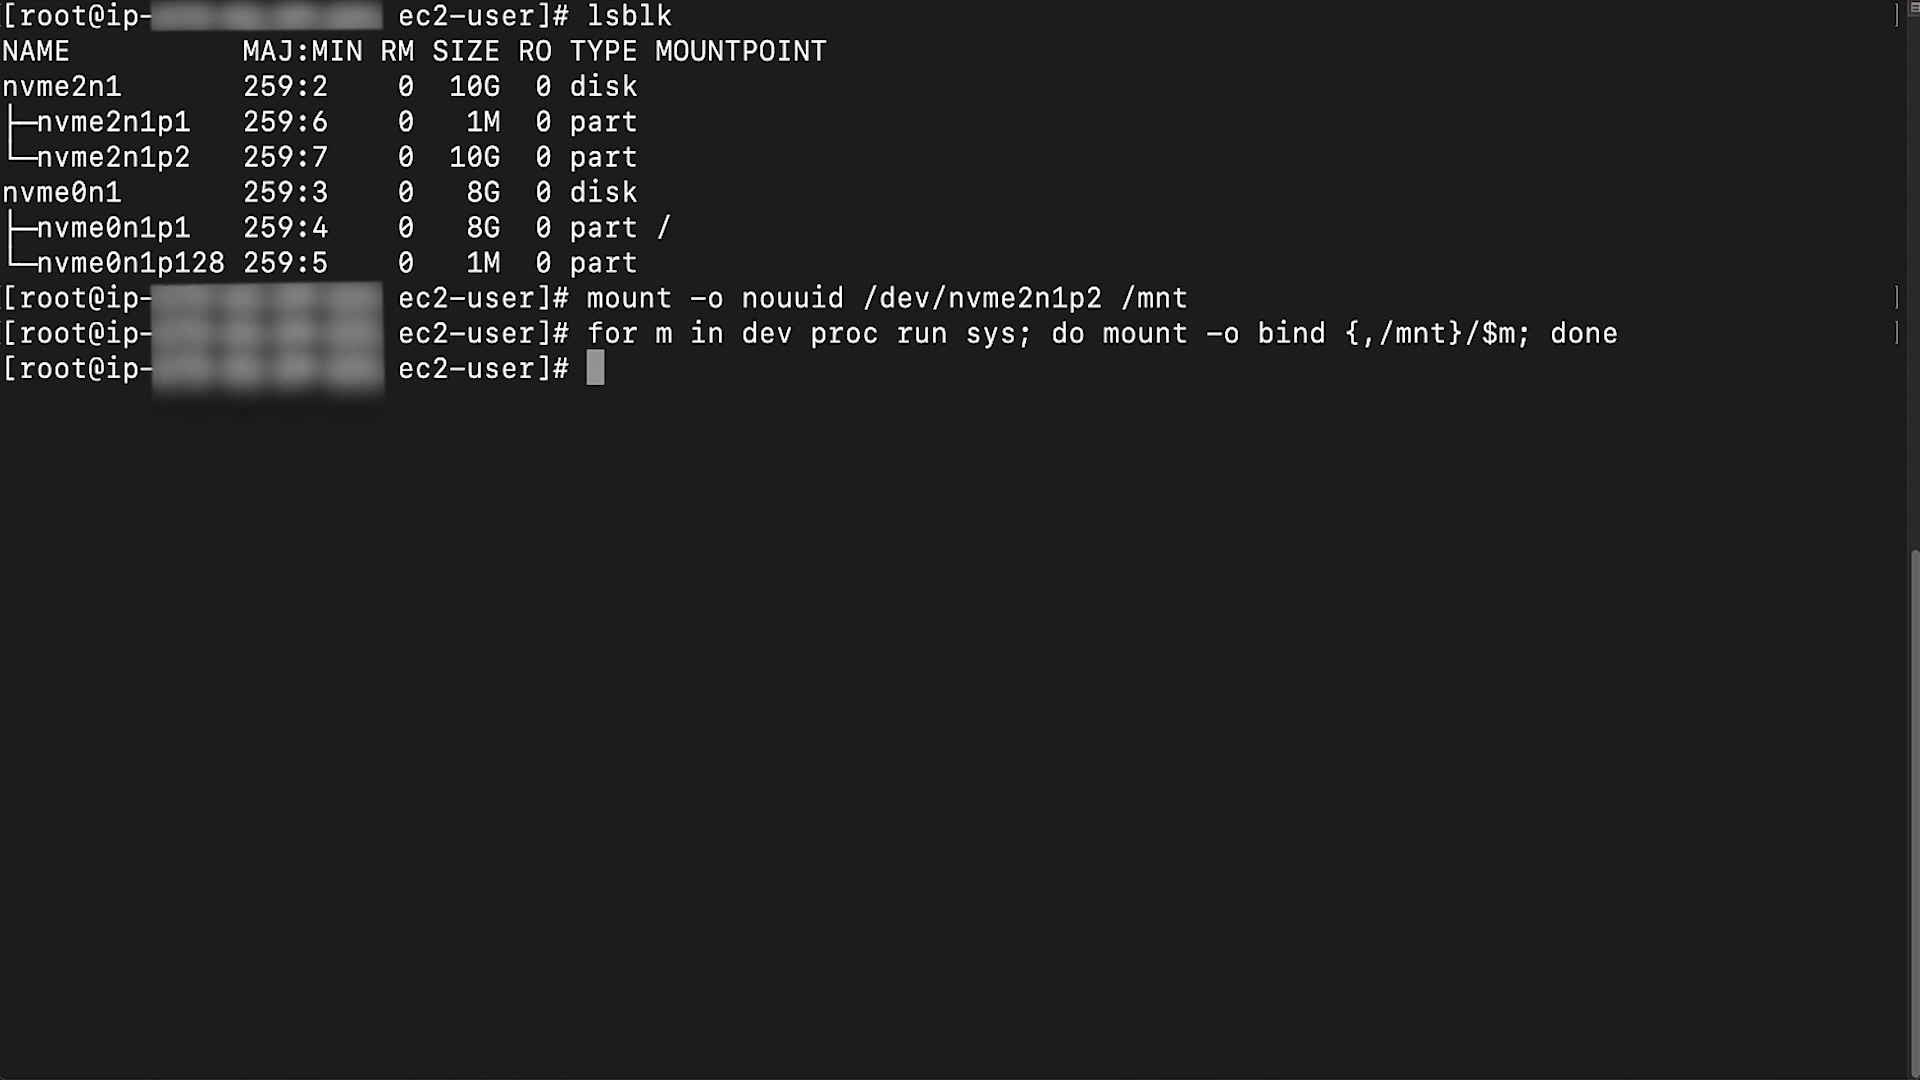 [root@ip- ec2-user]# lsblk
NAME MAJ:MIN RM SIZE RO TYPE MOUNTPOINT
nvme2n1 259:2 0 10G 0 disk
├─nvme2n1p1 259:6 0 1M 0 part
└─nvme2n1p2 259:7 0 10G 0 part
nvme0n1 259:3 0 8G 0 disk
├─nvme0n1p1 259:4 0 8G 0 part /
└─nvme0n1p128 259:5 0 1M 0 part
[root@ip- ec2-user]# mount -o nouuid /dev/nvme2n1p2 /mnt
[root@ip- ec2-user]# for m in dev proc run sys; do mount -o bind {,/mnt}/$m; done
[root@ip- ec2-user]#